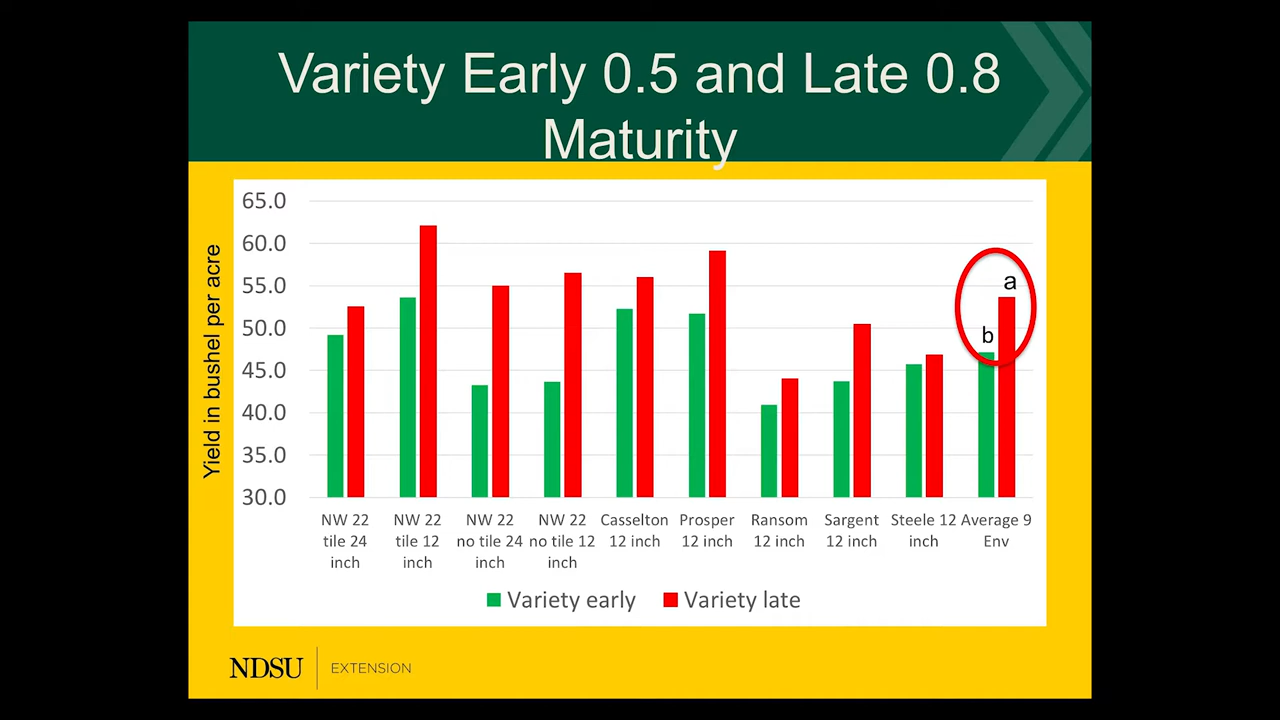 Variety Early 0.5 and Late 0.8
Maturity
Yield in bushel per acre
65.0
60.0
55.0
50.0
45.0
40.0
35.0
30.0
a
b
NW 22 tile 24 inch
NW 22 tile 12 inch
NW 22 no tile 24 inch
NW 22 no tile 12 inch
Casselton 12 inch
Prosper 12 inch
Ransom 12 inch
Sargent 12 inch
Steele 12 inch
Average 9 Env
Variety early
Variety late
NDSU EXTENSION